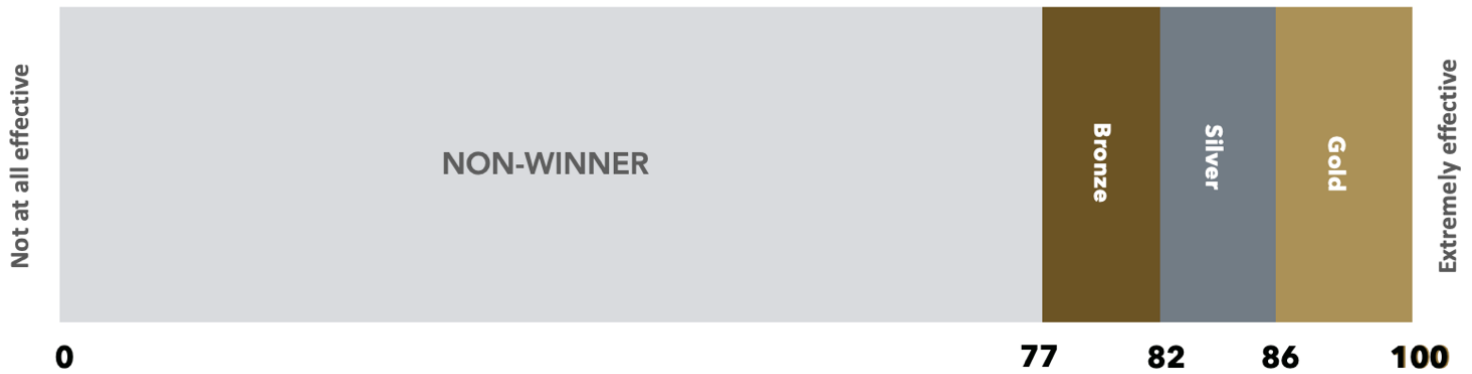 Not at all effective
NON-WINNER
Bronze
Silver
Gold
Extremely effective
0
77
82
86
100